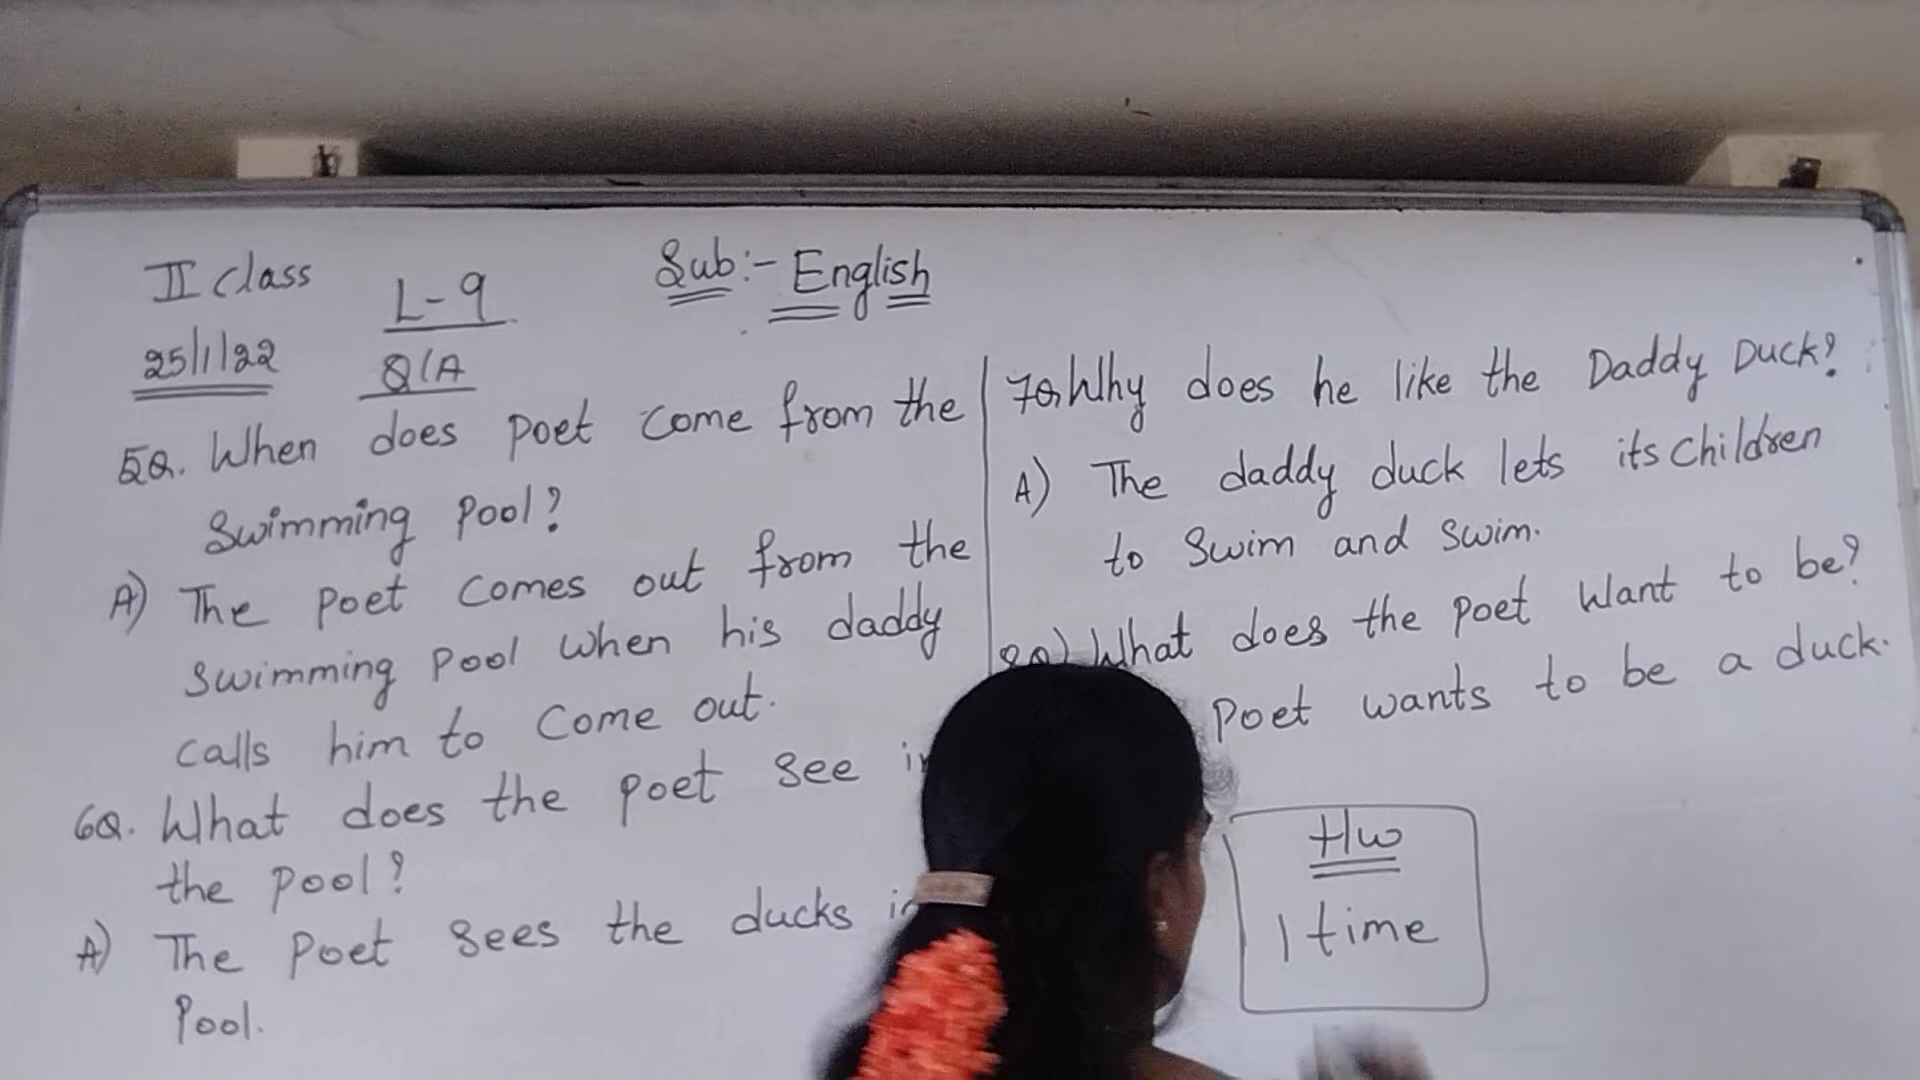 II Class
L-9
Sub:- English
25/1/22
Q/A
5Q. When does poet come from the
Swimming pool?
A) The poet comes out from the
swimming pool when his daddy
calls him to come out.
6Q. What does the poet see
the pool?
A) The poet sees the ducks
pool.
7Q Why does he like the Daddy Duck?
A) The daddy duck lets its children
to swim and swim.
8Q) What does the poet want to be?
poet wants to be a duck.
HW
1 time